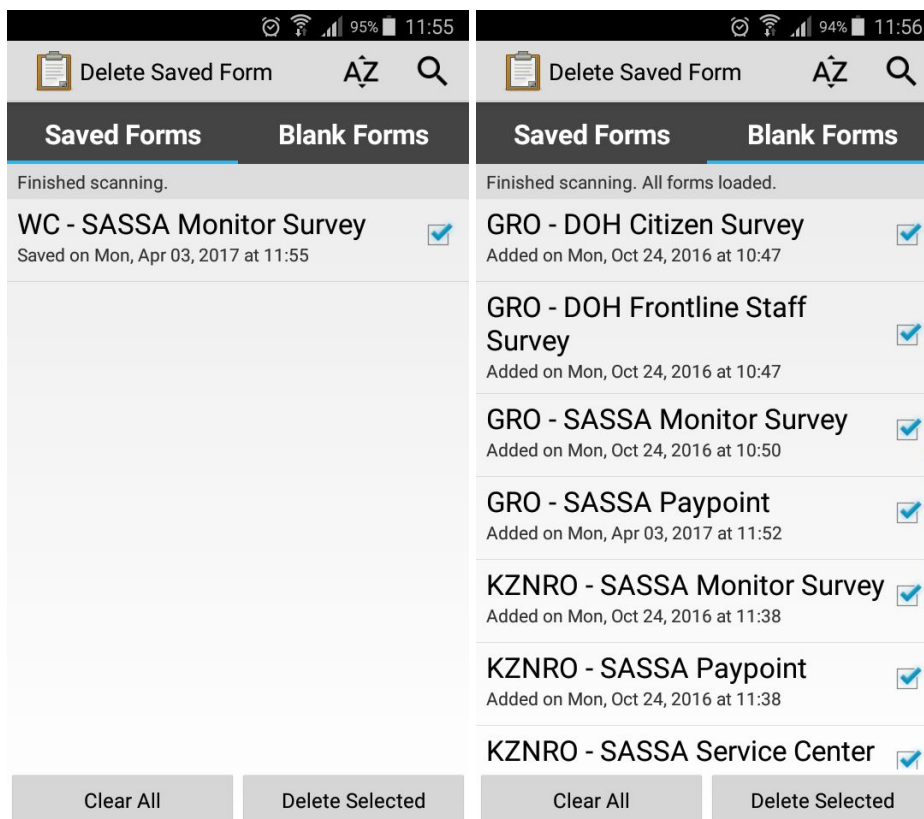 95% 11:55
Delete Saved Form AZ
Saved Forms Blank Forms
Finished scanning.
WC - SASSA Monitor Survey
Saved on Mon, Apr 03, 2017 at 11:55
Clear All Delete Selected
94% 11:56
Delete Saved Form AZ
Saved Forms Blank Forms
Finished scanning. All forms loaded.
GRO - DOH Citizen Survey
Added on Mon, Oct 24, 2016 at 10:47
GRO - DOH Frontline Staff
Survey
Added on Mon, Oct 24, 2016 at 10:47
GRO - SASSA Monitor Survey
Added on Mon, Oct 24, 2016 at 10:50
GRO - SASSA Paypoint
Added on Mon, Apr 03, 2017 at 11:52
KZNRO - SASSA Monitor Survey
Added on Mon, Oct 24, 2016 at 11:38
KZNRO - SASSA Paypoint
Added on Mon, Oct 24, 2016 at 11:38
KZNRO - SASSA Service Center
Clear All Delete Selected